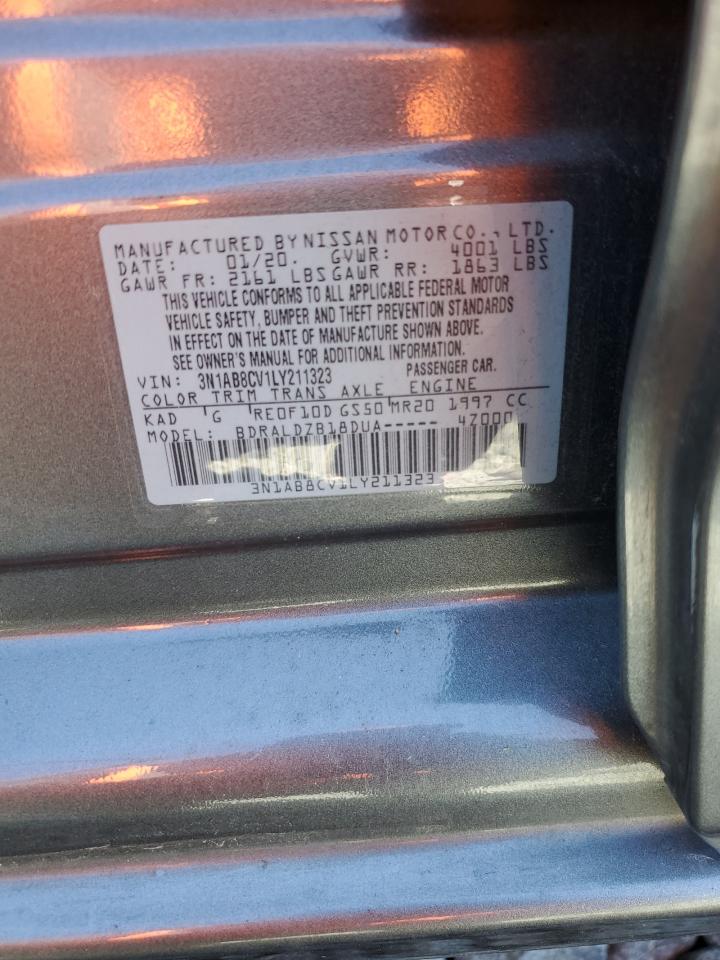 MANUFACTURED BY NISSAN MOTOR CO., LTD.
DATE: 01/20. GVWR: 4001 LBS
GAWR FR: 2161 LBS GAWR RR: 1863 LBS
THIS VEHICLE CONFORMS TO ALL APPLICABLE FEDERAL MOTOR
VEHICLE SAFETY, BUMPER AND THEFT PREVENTION STANDARDS
IN EFFECT ON THE DATE OF MANUFACTURE SHOWN ABOVE.
SEE OWNER'S MANUAL FOR ADDITIONAL INFORMATION.
VIN: 3N1AB8CV1LY211323 PASSENGER CAR.
COLOR TRIM TRANS AXLE ENGINE
KAD G RE0F10D GS50 MR20 1997 CC
MODEL: BDRALDZB18DUA----- 47000
3N1AB8CV1LY211323